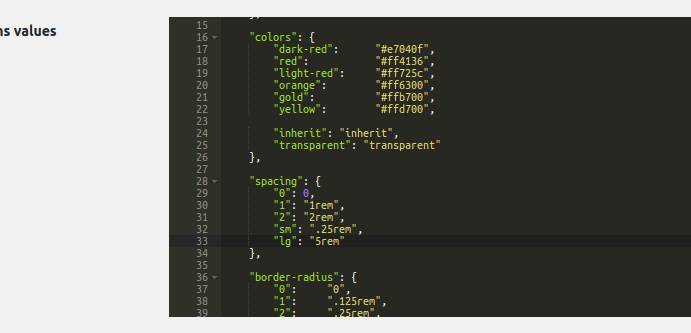 ns values
15
16 "colors": {
17 "dark-red": "#e7040f",
18 "red": "#ff4136",
19 "light-red": "#ff725c",
20 "orange": "#ff6300",
21 "gold": "#ffb700",
22 "yellow": "#ffd700",
23
24 "inherit": "inherit",
25 "transparent": "transparent"
26 },
27
28 "spacing": {
29 "0": 0,
30 "1": "1rem",
31 "2": "2rem",
32 "sm": ".25rem",
33 "lg": "5rem"
34 },
35
36 "border-radius": {
37 "0": "0",
38 "1": ".125rem",
39 "2": ".25rem",